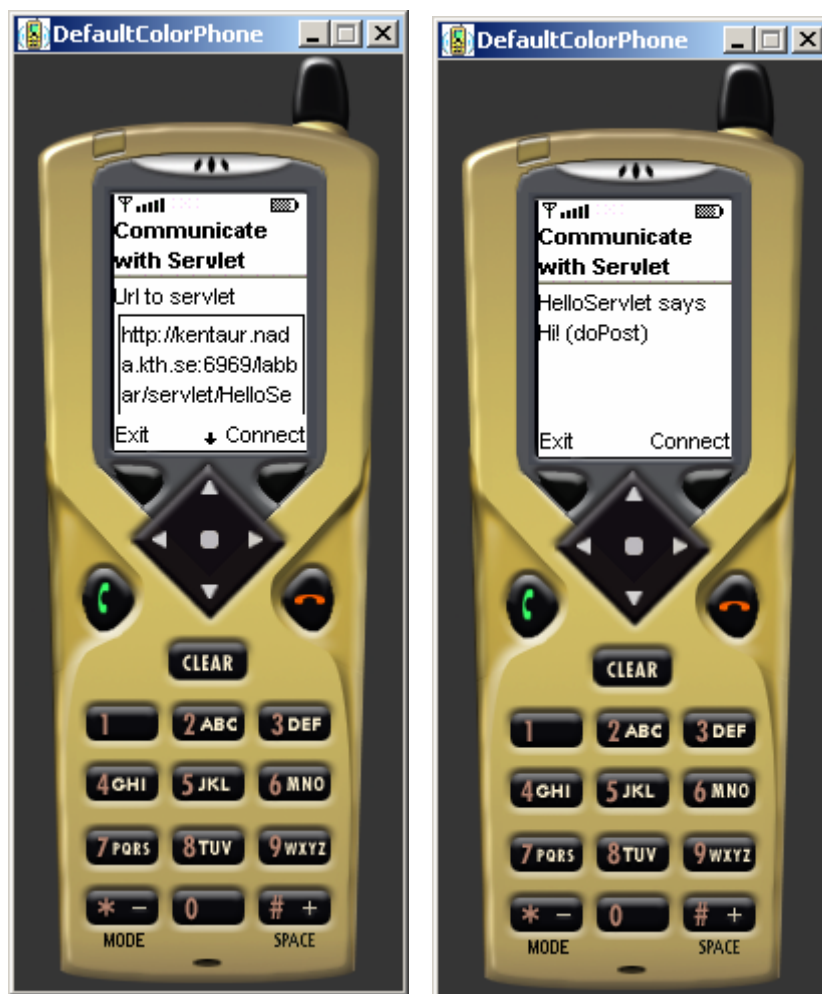 DefaultColorPhone
Communicate
with Servlet
Url to servlet
http://kentaur.nad
a.kth.se:6969/labb
ar/servlet/HelloSe
Exit Connect
CLEAR
1 2 ABC 3 DEF
4 GHI 5 JKL 6 MNO
7 PQRS 8 TUV 9 WXYZ
* - 0 # +
MODE SPACE
DefaultColorPhone
Communicate
with Servlet
HelloServlet says
Hi! (doPost)
Exit Connect
CLEAR
1 2 ABC 3 DEF
4 GHI 5 JKL 6 MNO
7 PQRS 8 TUV 9 WXYZ
* - 0 # +
MODE SPACE